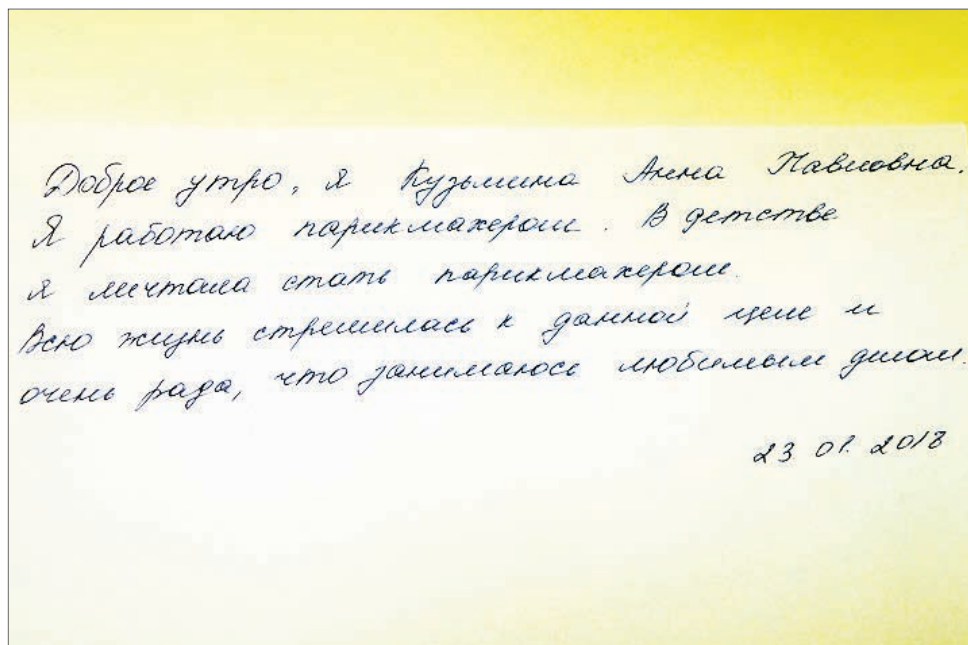 Доброе утро, я Кузьмина Анна Павловна.
Я работаю парикмахером. В детстве
я мечтала стать парикмахером.
Всю жизнь стремилась к данной цели и
очень рада, что занимаюсь любимым делом.
23 01. 2018